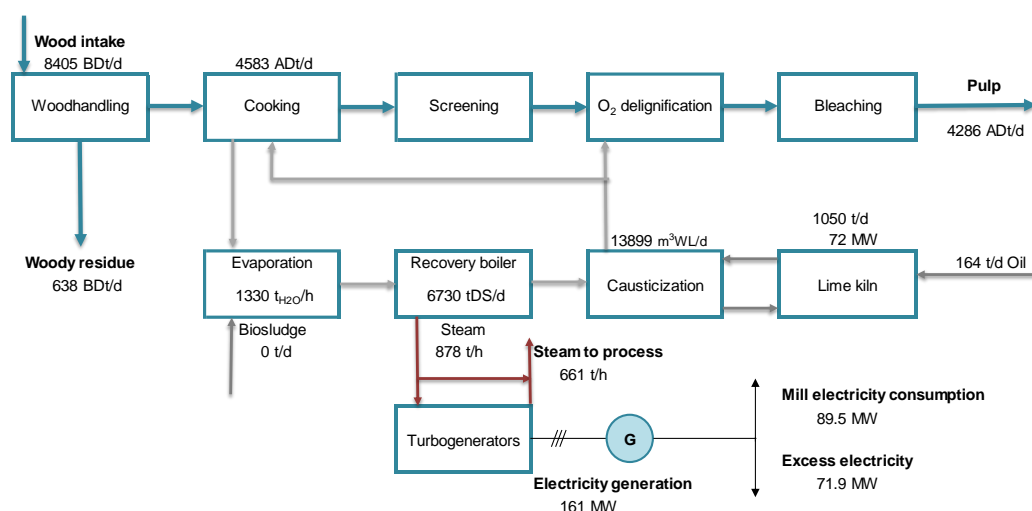 Wood intake
8405 BDt/d
4583 ADt/d
Woodhandling
Cooking
Screening
O₂ delignification
Bleaching
Pulp
4286 ADt/d
Woody residue
638 BDt/d
Evaporation
1330 tH2O/h
Biosludge
0 t/d
Recovery boiler
6730 tDS/d
Steam
878 t/h
13899 m³WL/d
Causticization
1050 t/d
72 MW
Lime kiln
164 t/d Oil
Steam to process
661 t/h
Turbogenerators
G
Electricity generation
161 MW
Mill electricity consumption
89.5 MW
Excess electricity
71.9 MW